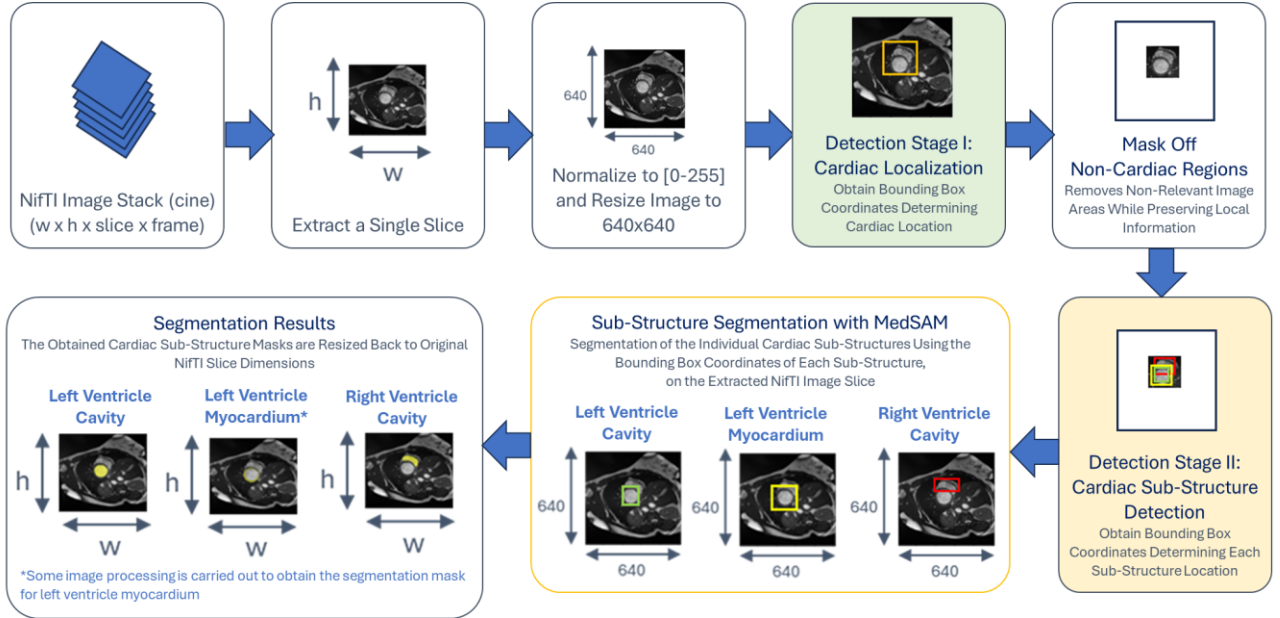 NifTI Image Stack (cine)
(w x h x slice x frame)
h
w
Extract a Single Slice
640
640
Normalize to [0-255]
and Resize Image to
640x640
Detection Stage I:
Cardiac Localization
Obtain Bounding Box
Coordinates Determining
Cardiac Location
Mask Off
Non-Cardiac Regions
Removes Non-Relevant Image
Areas While Preserving Local
Information
Detection Stage II:
Cardiac Sub-Structure
Detection
Obtain Bounding Box
Coordinates Determining Each
Sub-Structure Location
Sub-Structure Segmentation with MedSAM
Segmentation of the Individual Cardiac Sub-Structures Using the
Bounding Box Coordinates of Each Sub-Structure,
on the Extracted NifTI Image Slice
Left Ventricle
Cavity
640
640
Left Ventricle
Myocardium
640
640
Right Ventricle
Cavity
640
640
Segmentation Results
The Obtained Cardiac Sub-Structure Masks are Resized Back to Original
NifTI Slice Dimensions
Left Ventricle
Cavity
h
w
Left Ventricle
Myocardium*
h
w
Right Ventricle
Cavity
h
w
*Some image processing is carried out to obtain the segmentation mask
for left ventricle myocardium